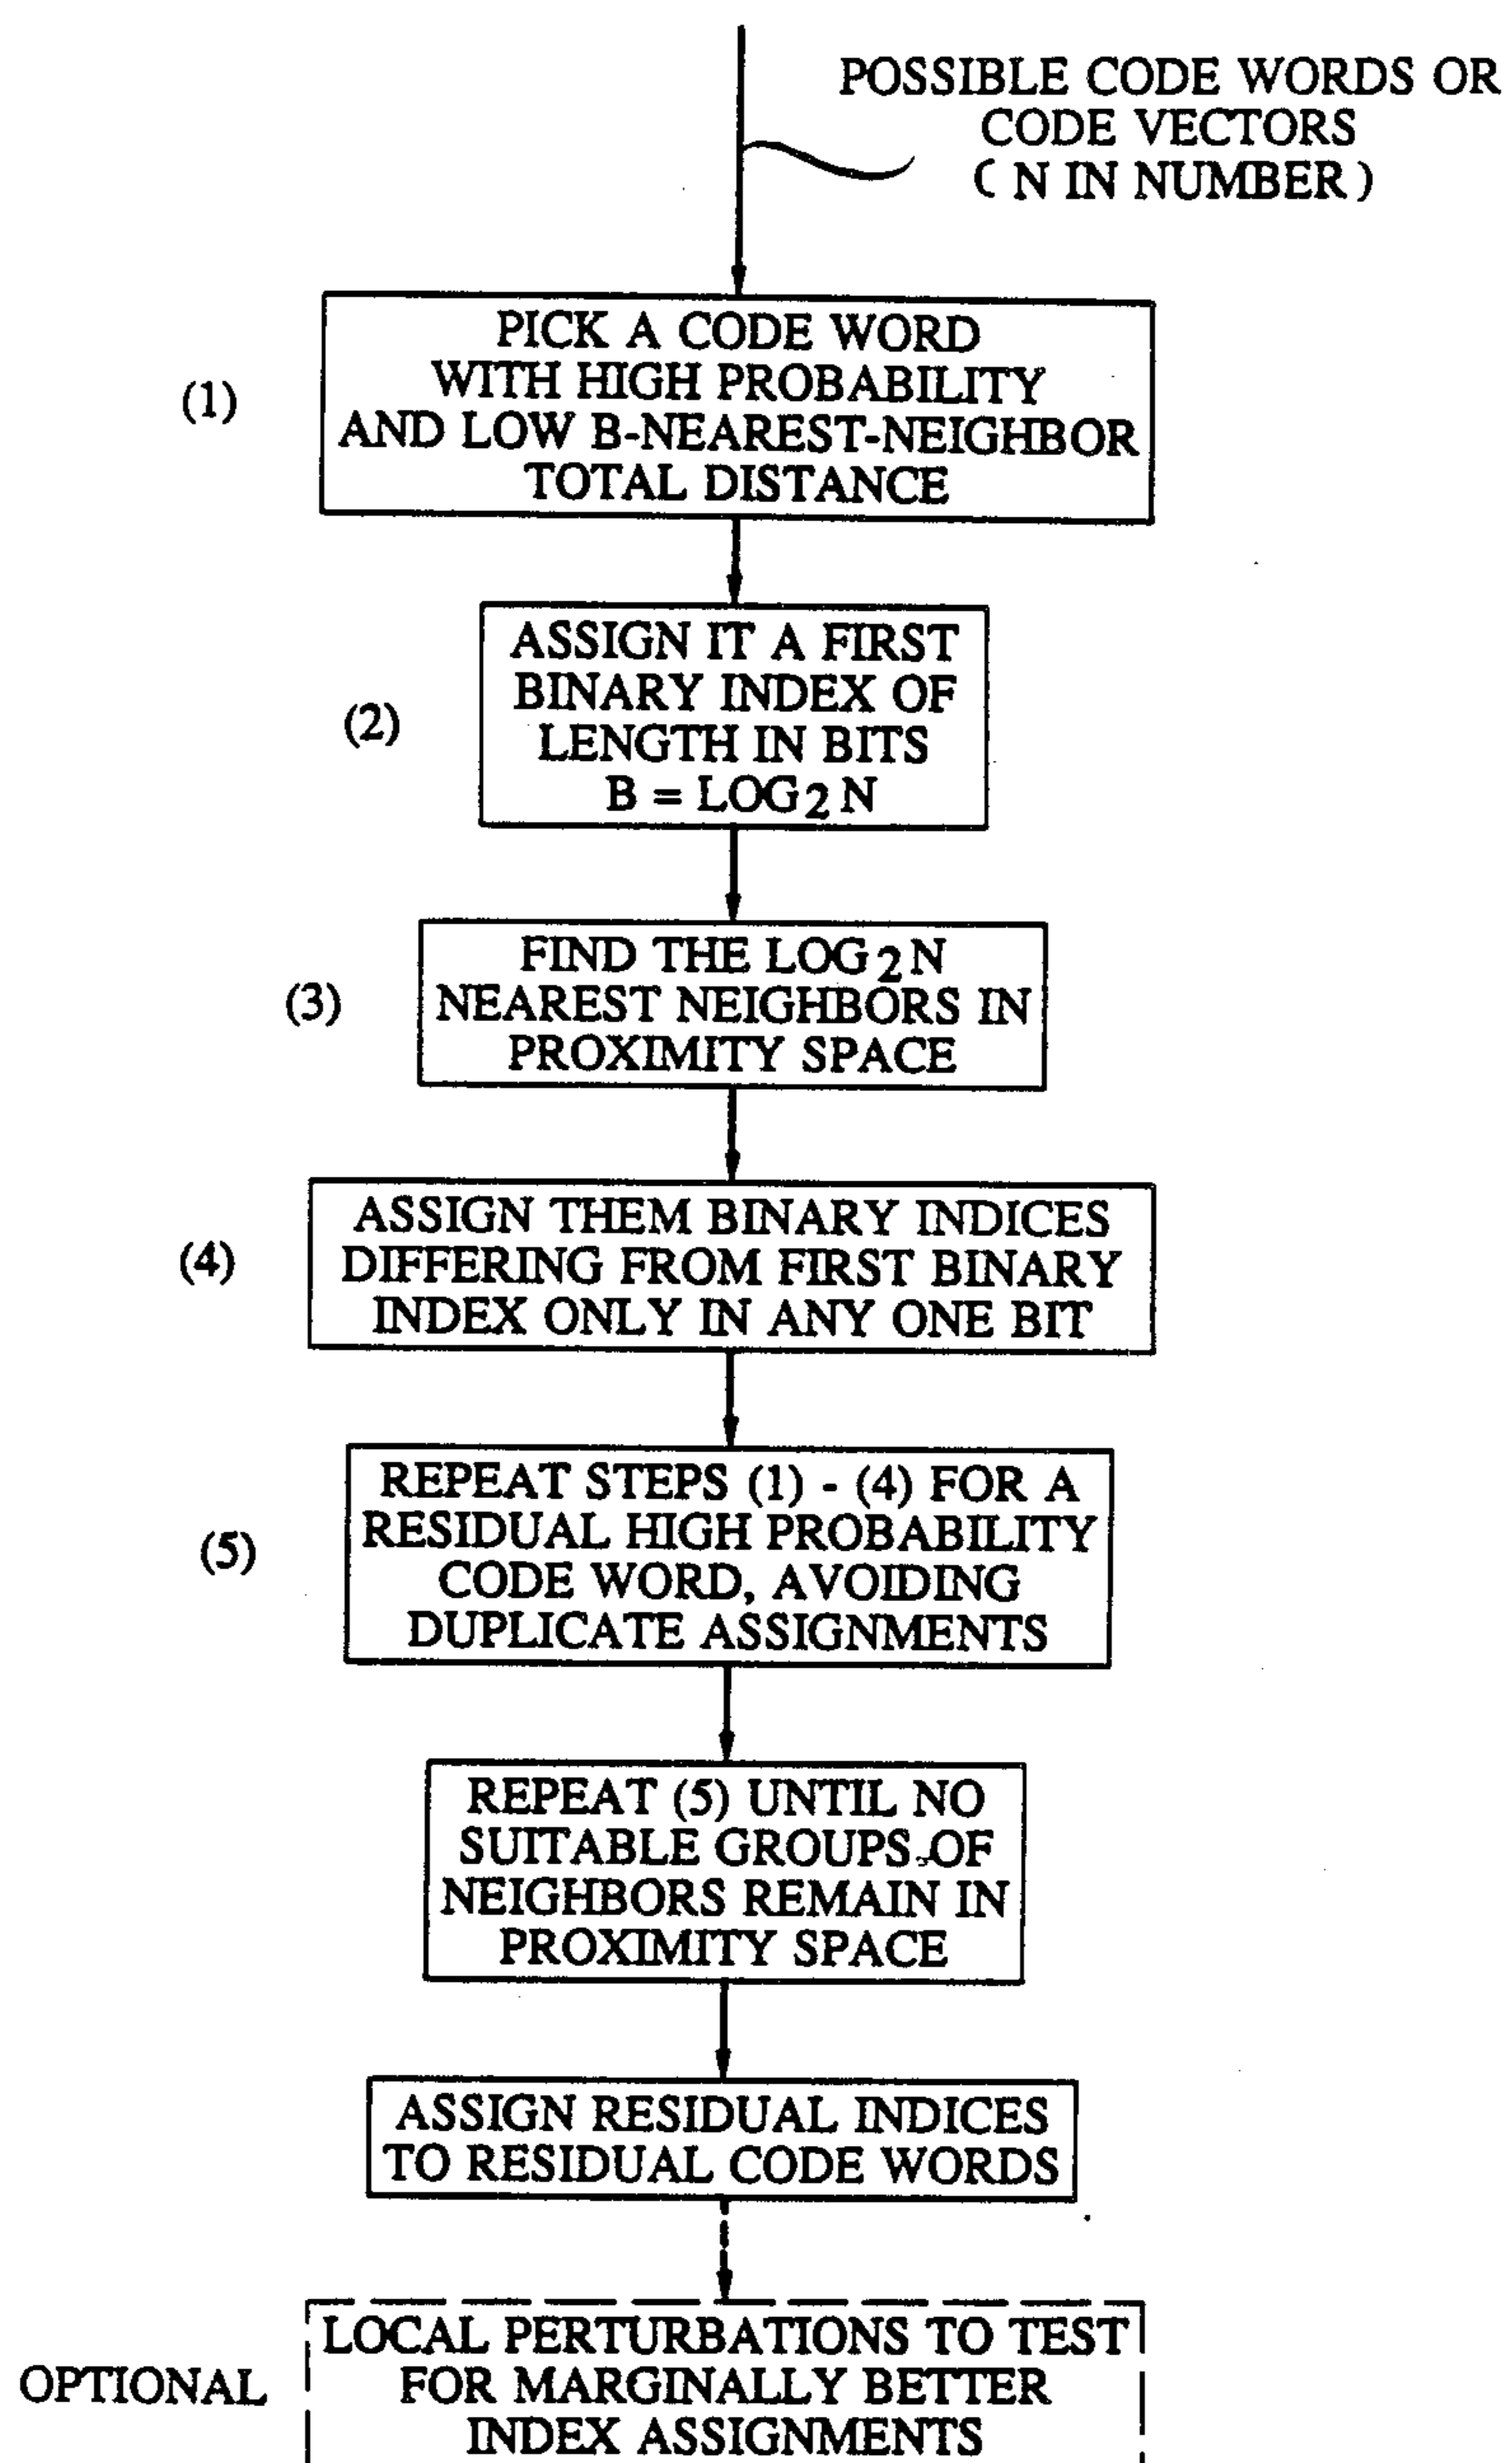 POSSIBLE CODE WORDS OR
CODE VECTORS
( N IN NUMBER )
(1)
PICK A CODE WORD
WITH HIGH PROBABILITY
AND LOW B-NEAREST-NEIGHBOR
TOTAL DISTANCE
(2)
ASSIGN IT A FIRST
BINARY INDEX OF
LENGTH IN BITS
B = LOG2 N
(3)
FIND THE LOG2 N
NEAREST NEIGHBORS IN
PROXIMITY SPACE
(4)
ASSIGN THEM BINARY INDICES
DIFFERING FROM FIRST BINARY
INDEX ONLY IN ANY ONE BIT
(5)
REPEAT STEPS (1) - (4) FOR A
RESIDUAL HIGH PROBABILITY
CODE WORD, AVOIDING
DUPLICATE ASSIGNMENTS
REPEAT (5) UNTIL NO
SUITABLE GROUPS OF
NEIGHBORS REMAIN IN
PROXIMITY SPACE
ASSIGN RESIDUAL INDICES
TO RESIDUAL CODE WORDS
OPTIONAL
LOCAL PERTURBATIONS TO TEST
FOR MARGINALLY BETTER
INDEX ASSIGNMENTS